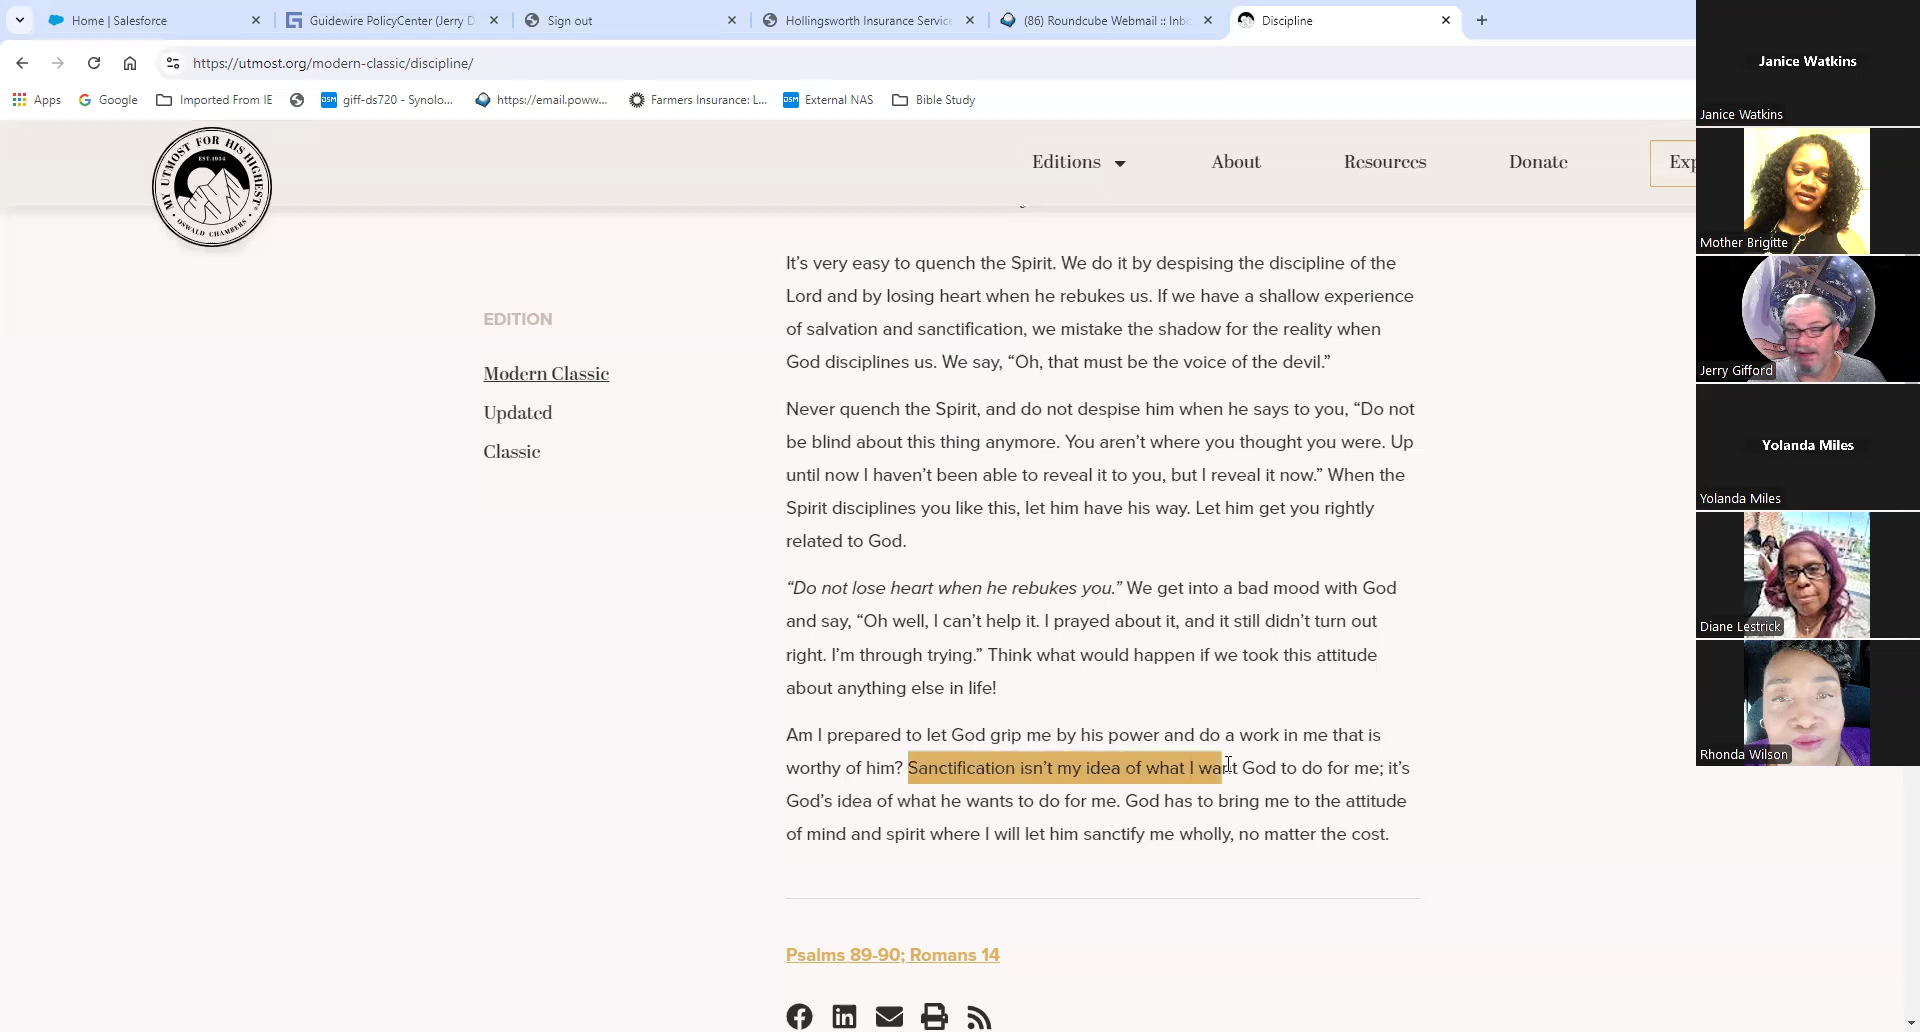 Home | Salesforce
Guidewire PolicyCenter (Jerry D
Sign out
Hollingsworth Insurance Service
(86) Roundcube Webmail :: Inb
Discipline
https://utmost.org/modern-classic/discipline/
Apps
Google
Imported From IE
DSM
giff-ds720 - Synolo...
https://email.poww...
Farmers Insurance: L...
DSM
External NAS
Bible Study
MY UTMOST FOR HIS HIGHEST
EST.1934
OSWALD CHAMBERS
Editions
About
Resources
Donate
Exp
EDITION
Modern Classic
Updated
Classic
It’s very easy to quench the Spirit. We do it by despising the discipline of the
Lord and by losing heart when he rebukes us. If we have a shallow experience
of salvation and sanctification, we mistake the shadow for the reality when
God disciplines us. We say, “Oh, that must be the voice of the devil.”
Never quench the Spirit, and do not despise him when he says to you, “Do not
be blind about this thing anymore. You aren’t where you thought you were. Up
until now I haven’t been able to reveal it to you, but I reveal it now.” When the
Spirit disciplines you like this, let him have his way. Let him get you rightly
related to God.
“Do not lose heart when he rebukes you.” We get into a bad mood with God
and say, “Oh well, I can’t help it. I prayed about it, and it still didn’t turn out
right. I’m through trying.” Think what would happen if we took this attitude
about anything else in life!
Am I prepared to let God grip me by his power and do a work in me that is
worthy of him? Sanctification isn’t my idea of what I want God to do for me; it’s
God’s idea of what he wants to do for me. God has to bring me to the attitude
of mind and spirit where I will let him sanctify me wholly, no matter the cost.
Psalms 89-90; Romans 14
Janice Watkins
Janice Watkins
Mother Brigitte
Jerry Gifford
Yolanda Miles
Yolanda Miles
Diane Lestrick
Rhonda Wilson